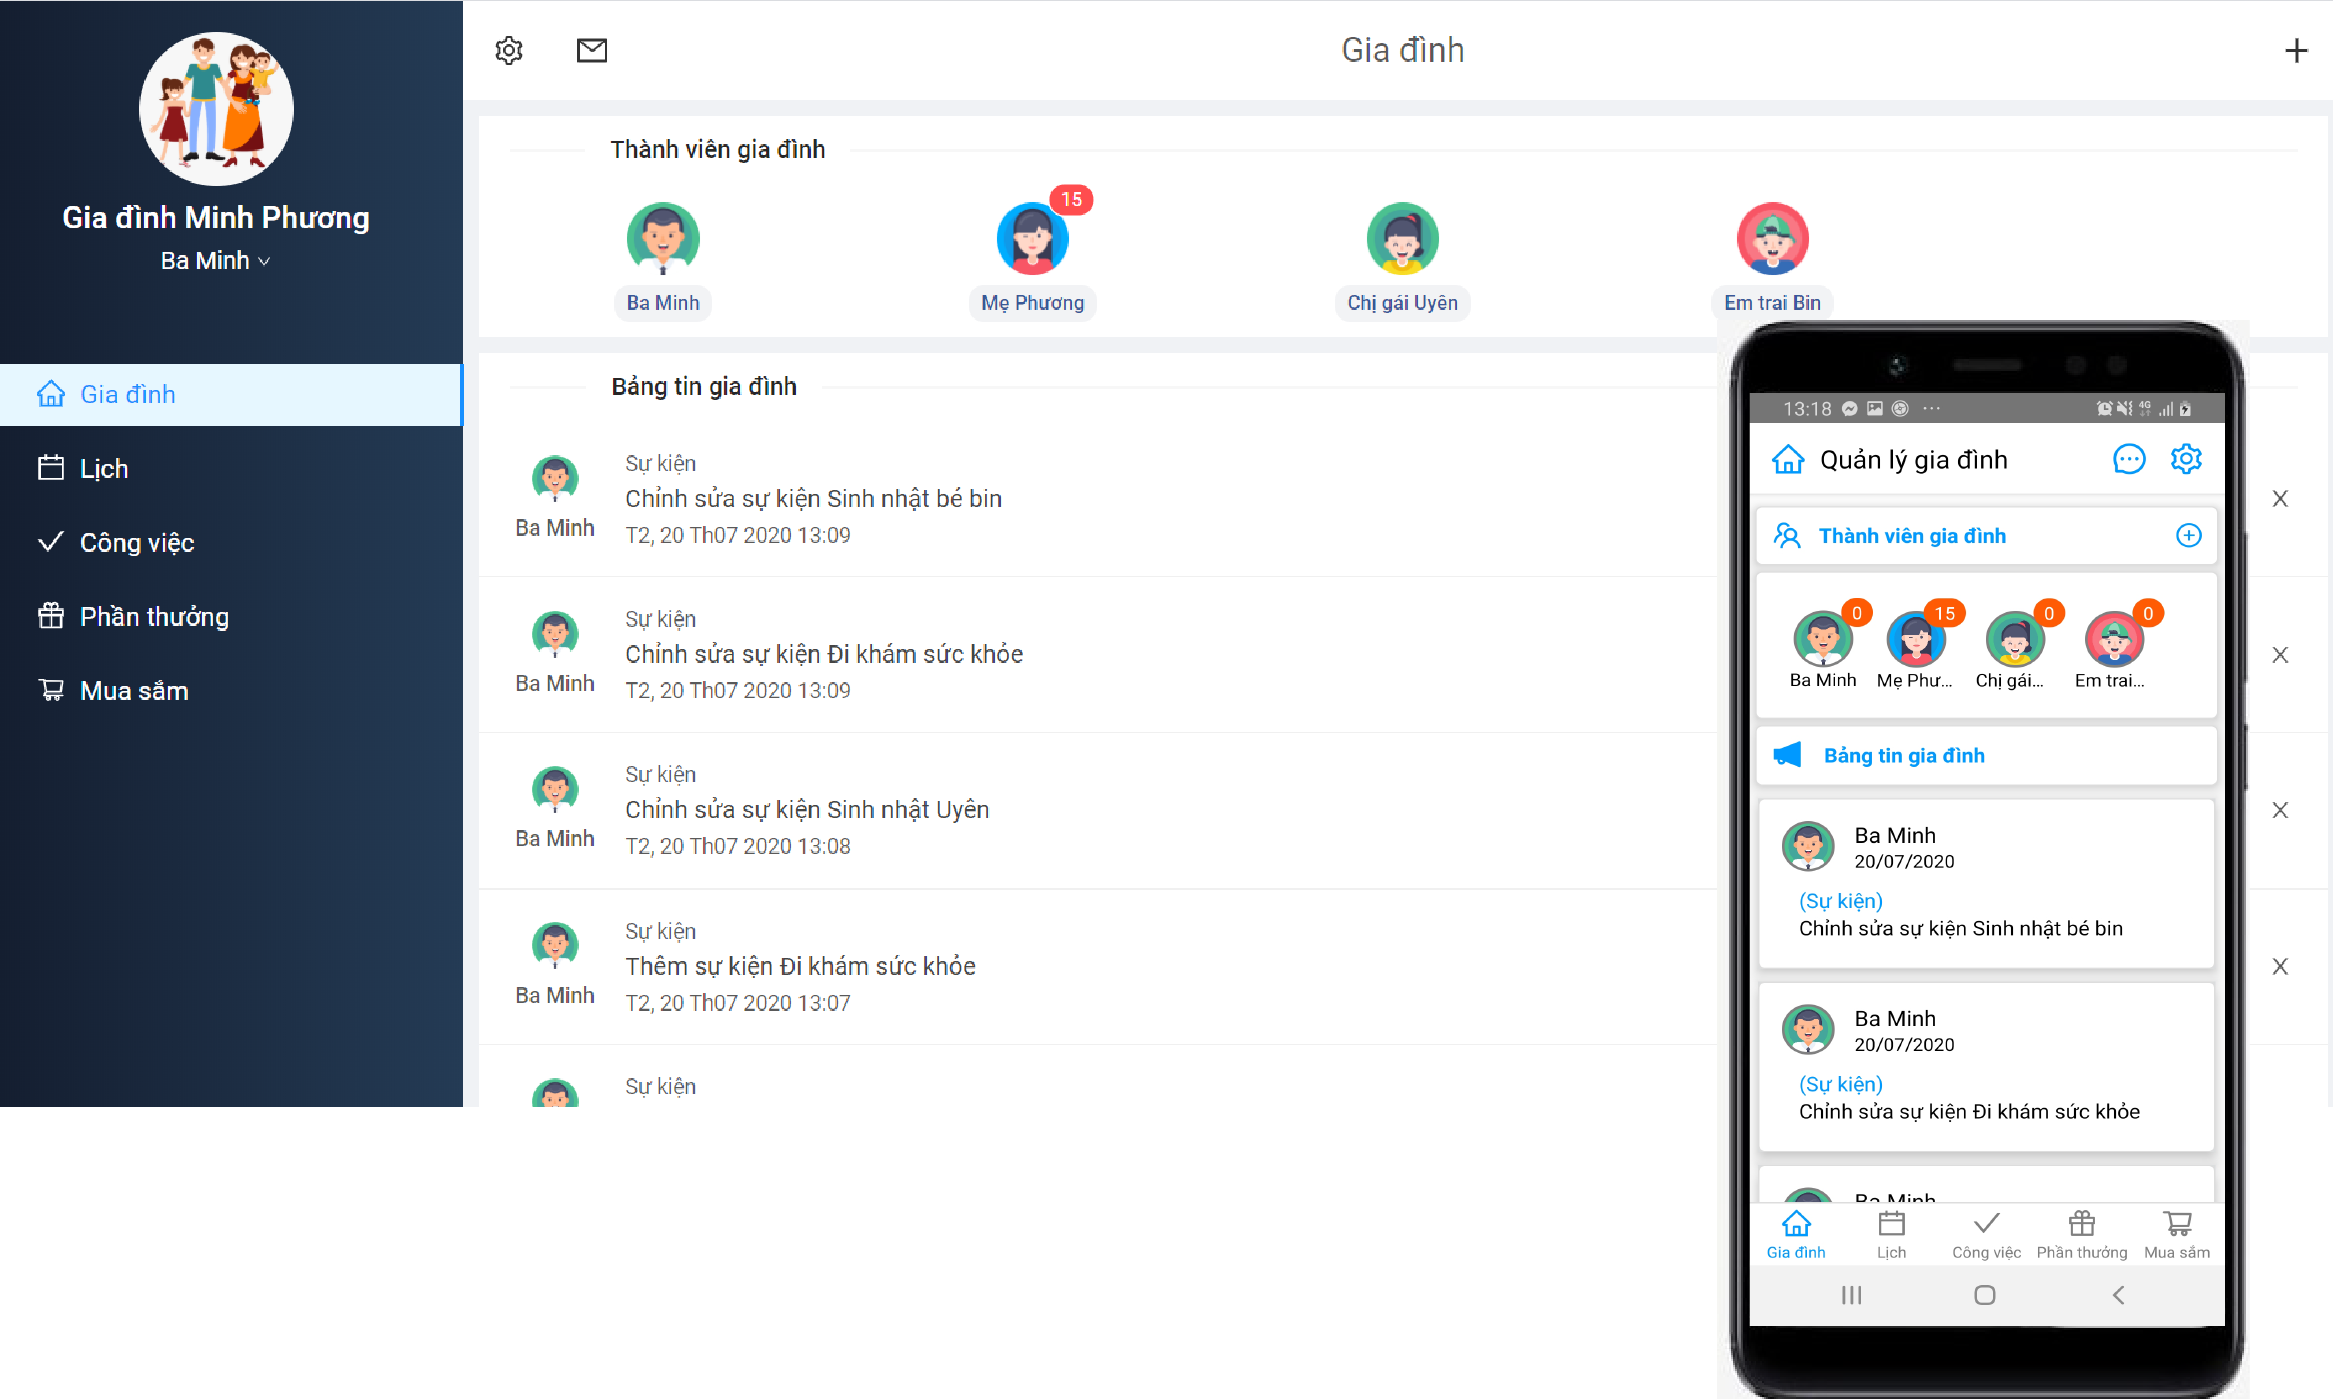 Gia đình Minh Phương
Ba Minh
Gia đình
Lịch
Công việc
Phần thưởng
Mua sắm
Gia đình
Thành viên gia đình
15
Ba Minh
Mẹ Phương
Chị gái Uyên
Em trai Bin
Bảng tin gia đình
Sự kiện
Chỉnh sửa sự kiện Sinh nhật bé bin
Ba Minh
T2, 20 Th07 2020 13:09
X
Sự kiện
Chỉnh sửa sự kiện Đi khám sức khỏe
Ba Minh
T2, 20 Th07 2020 13:09
X
Sự kiện
Chỉnh sửa sự kiện Sinh nhật Uyên
Ba Minh
T2, 20 Th07 2020 13:08
X
Sự kiện
Thêm sự kiện Đi khám sức khỏe
Ba Minh
T2, 20 Th07 2020 13:07
X
Sự kiện
13:18 ... 4G
Quản lý gia đình
Thành viên gia đình
0 15 0 0
Ba Minh Mẹ Phư... Chị gái... Em trai...
Bảng tin gia đình
Ba Minh
20/07/2020
(Sự kiện)
Chỉnh sửa sự kiện Sinh nhật bé bin
Ba Minh
20/07/2020
(Sự kiện)
Chỉnh sửa sự kiện Đi khám sức khỏe
Ba Minh
Gia đình Lịch Công việc Phần thưởng Mua sắm